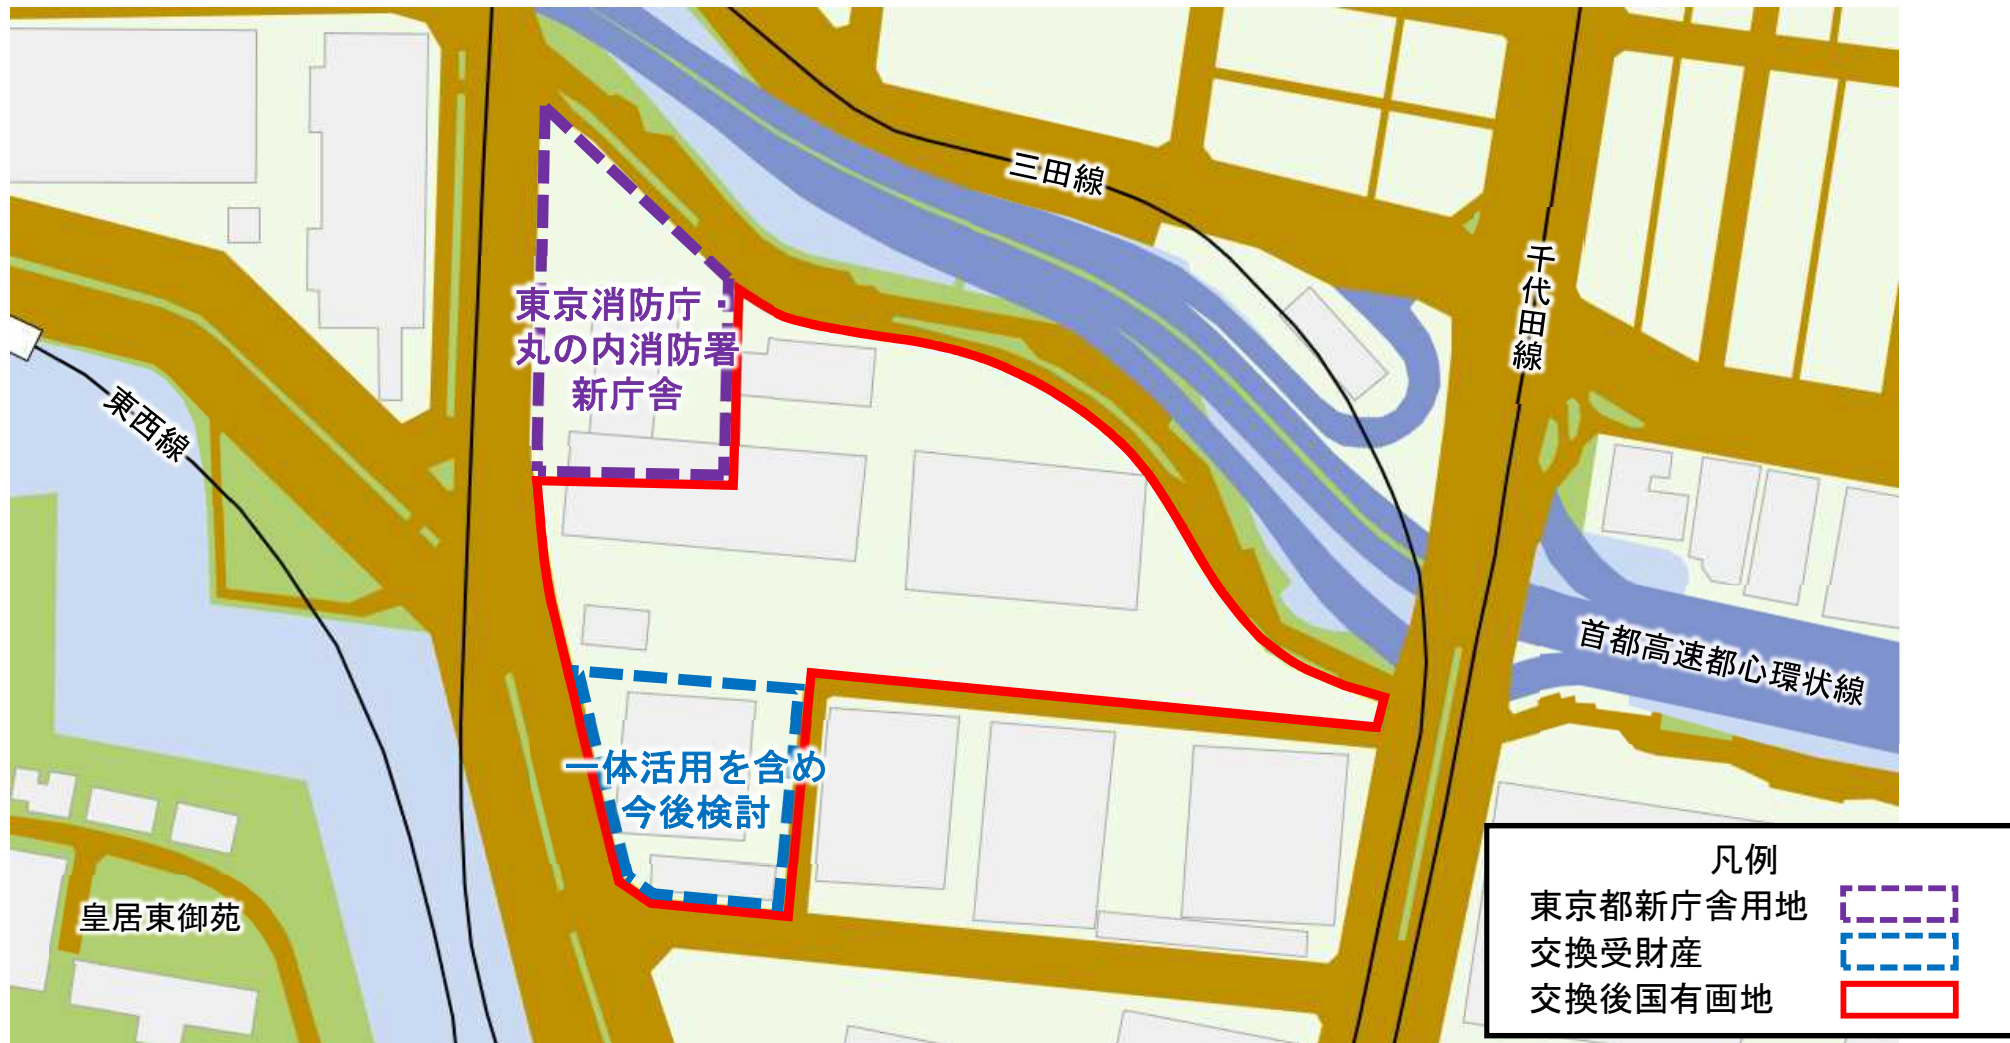 三田線
千代田線
東京消防庁・
丸の内消防署
新庁舎
東西線
首都高速都心環状線
一体活用を含め
今後検討
皇居東御苑
凡例
東京都新庁舎用地
交換受財産
交換後国有画地